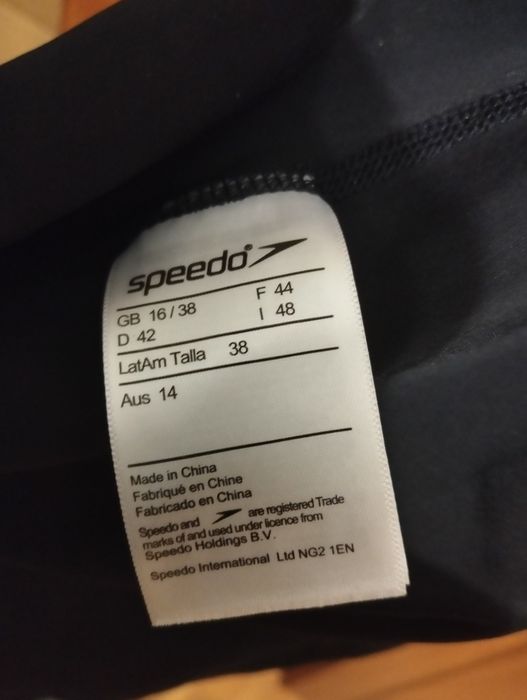 speedo®
GB 16 / 38 F 44
D 42 I 48
LatAm Talla 38
Aus 14
Made in China
Fabriqué en Chine
Fabricado en China
Speedo and are registered Trade
marks of and used under licence from
Speedo Holdings B.V.
Speedo International Ltd NG2 1EN